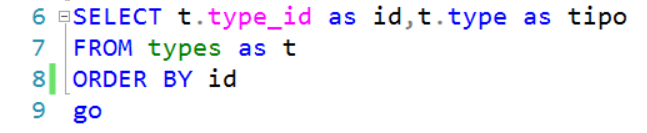 6 SELECT t.type_id as id,t.type as tipo
7 FROM types as t
8 ORDER BY id
9 go